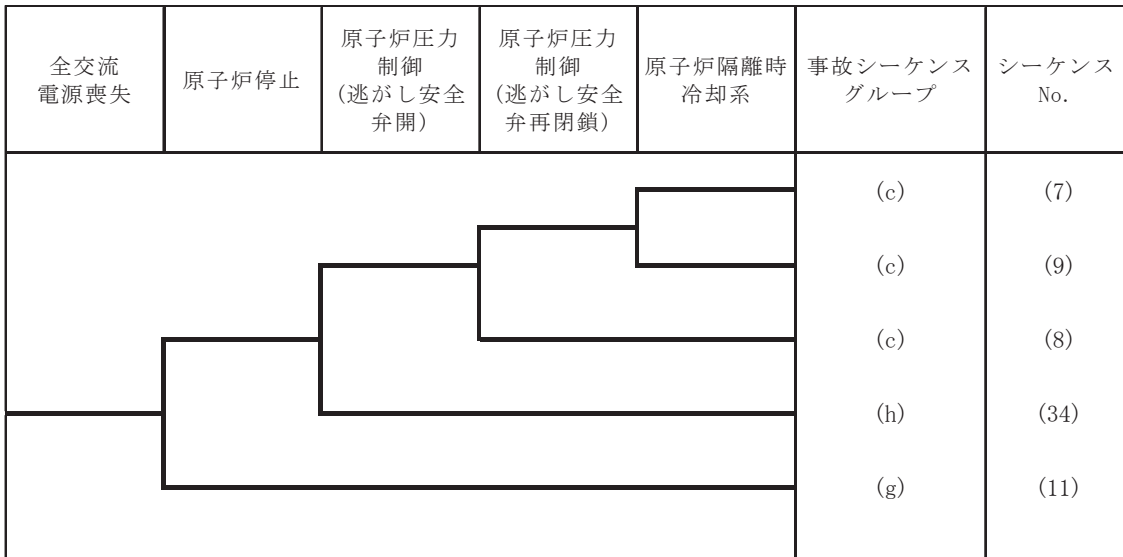 全交流
電源喪失
原子炉停止
原子炉圧力
制御
(逃がし安全
弁開)
原子炉圧力
制御
(逃がし安全
弁再閉鎖)
原子炉隔離時
冷却系
事故シーケンス
グループ
シーケンス
No.
(c)
(7)
(c)
(9)
(c)
(8)
(h)
(34)
(g)
(11)